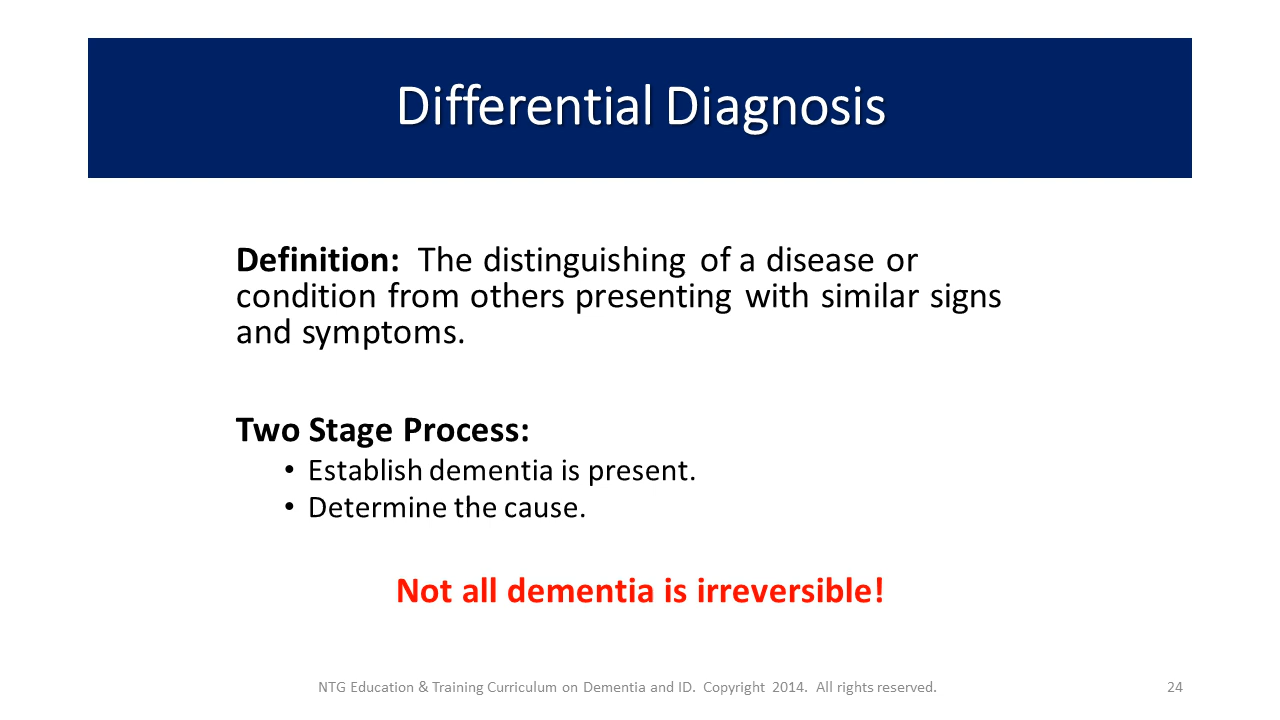 Differential Diagnosis
Definition: The distinguishing of a disease or
condition from others presenting with similar signs
and symptoms.
Two Stage Process:
• Establish dementia is present.
• Determine the cause.
Not all dementia is irreversible!
NTG Education & Training Curriculum on Dementia and ID. Copyright 2014. All rights reserved.
24